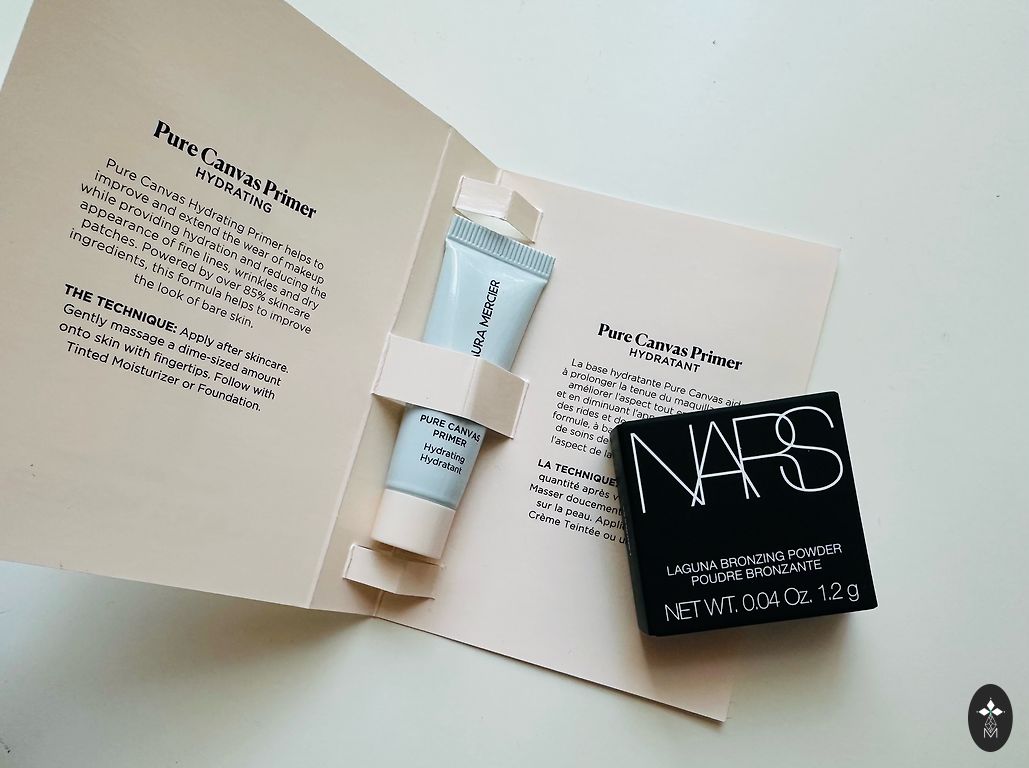 Pure Canvas Primer
HYDRATING
Pure Canvas Hydrating Primer helps to
improve and extend the wear of makeup
while providing hydration and reducing the
appearance of fine lines, wrinkles and dry
patches. Powered by over 85% skincare
ingredients, this formula helps to improve
the look of bare skin.
THE TECHNIQUE: Apply after skincare.
Gently massage a dime-sized amount
onto skin with fingertips. Follow with
Tinted Moisturizer or Foundation.
MERCIER
PURE CANVAS
PRIMER
Hydrating
Hydratant
Pure Canvas Primer
HYDRATANT
La base hydratante Pure Canvas
à prolonger la tenue du
améliorer l'aspect tout
et en diminuant
des rides et
formule, à
de soins de
l'aspect de
LA TECHNIQUE:
quantité après
Masser doucement
sur la peau.
Crème Teintée ou
NARS
LAGUNA BRONZING POWDER
POUDRE BRONZANTE
NET WT. 0.04 Oz. 1.2 g
M